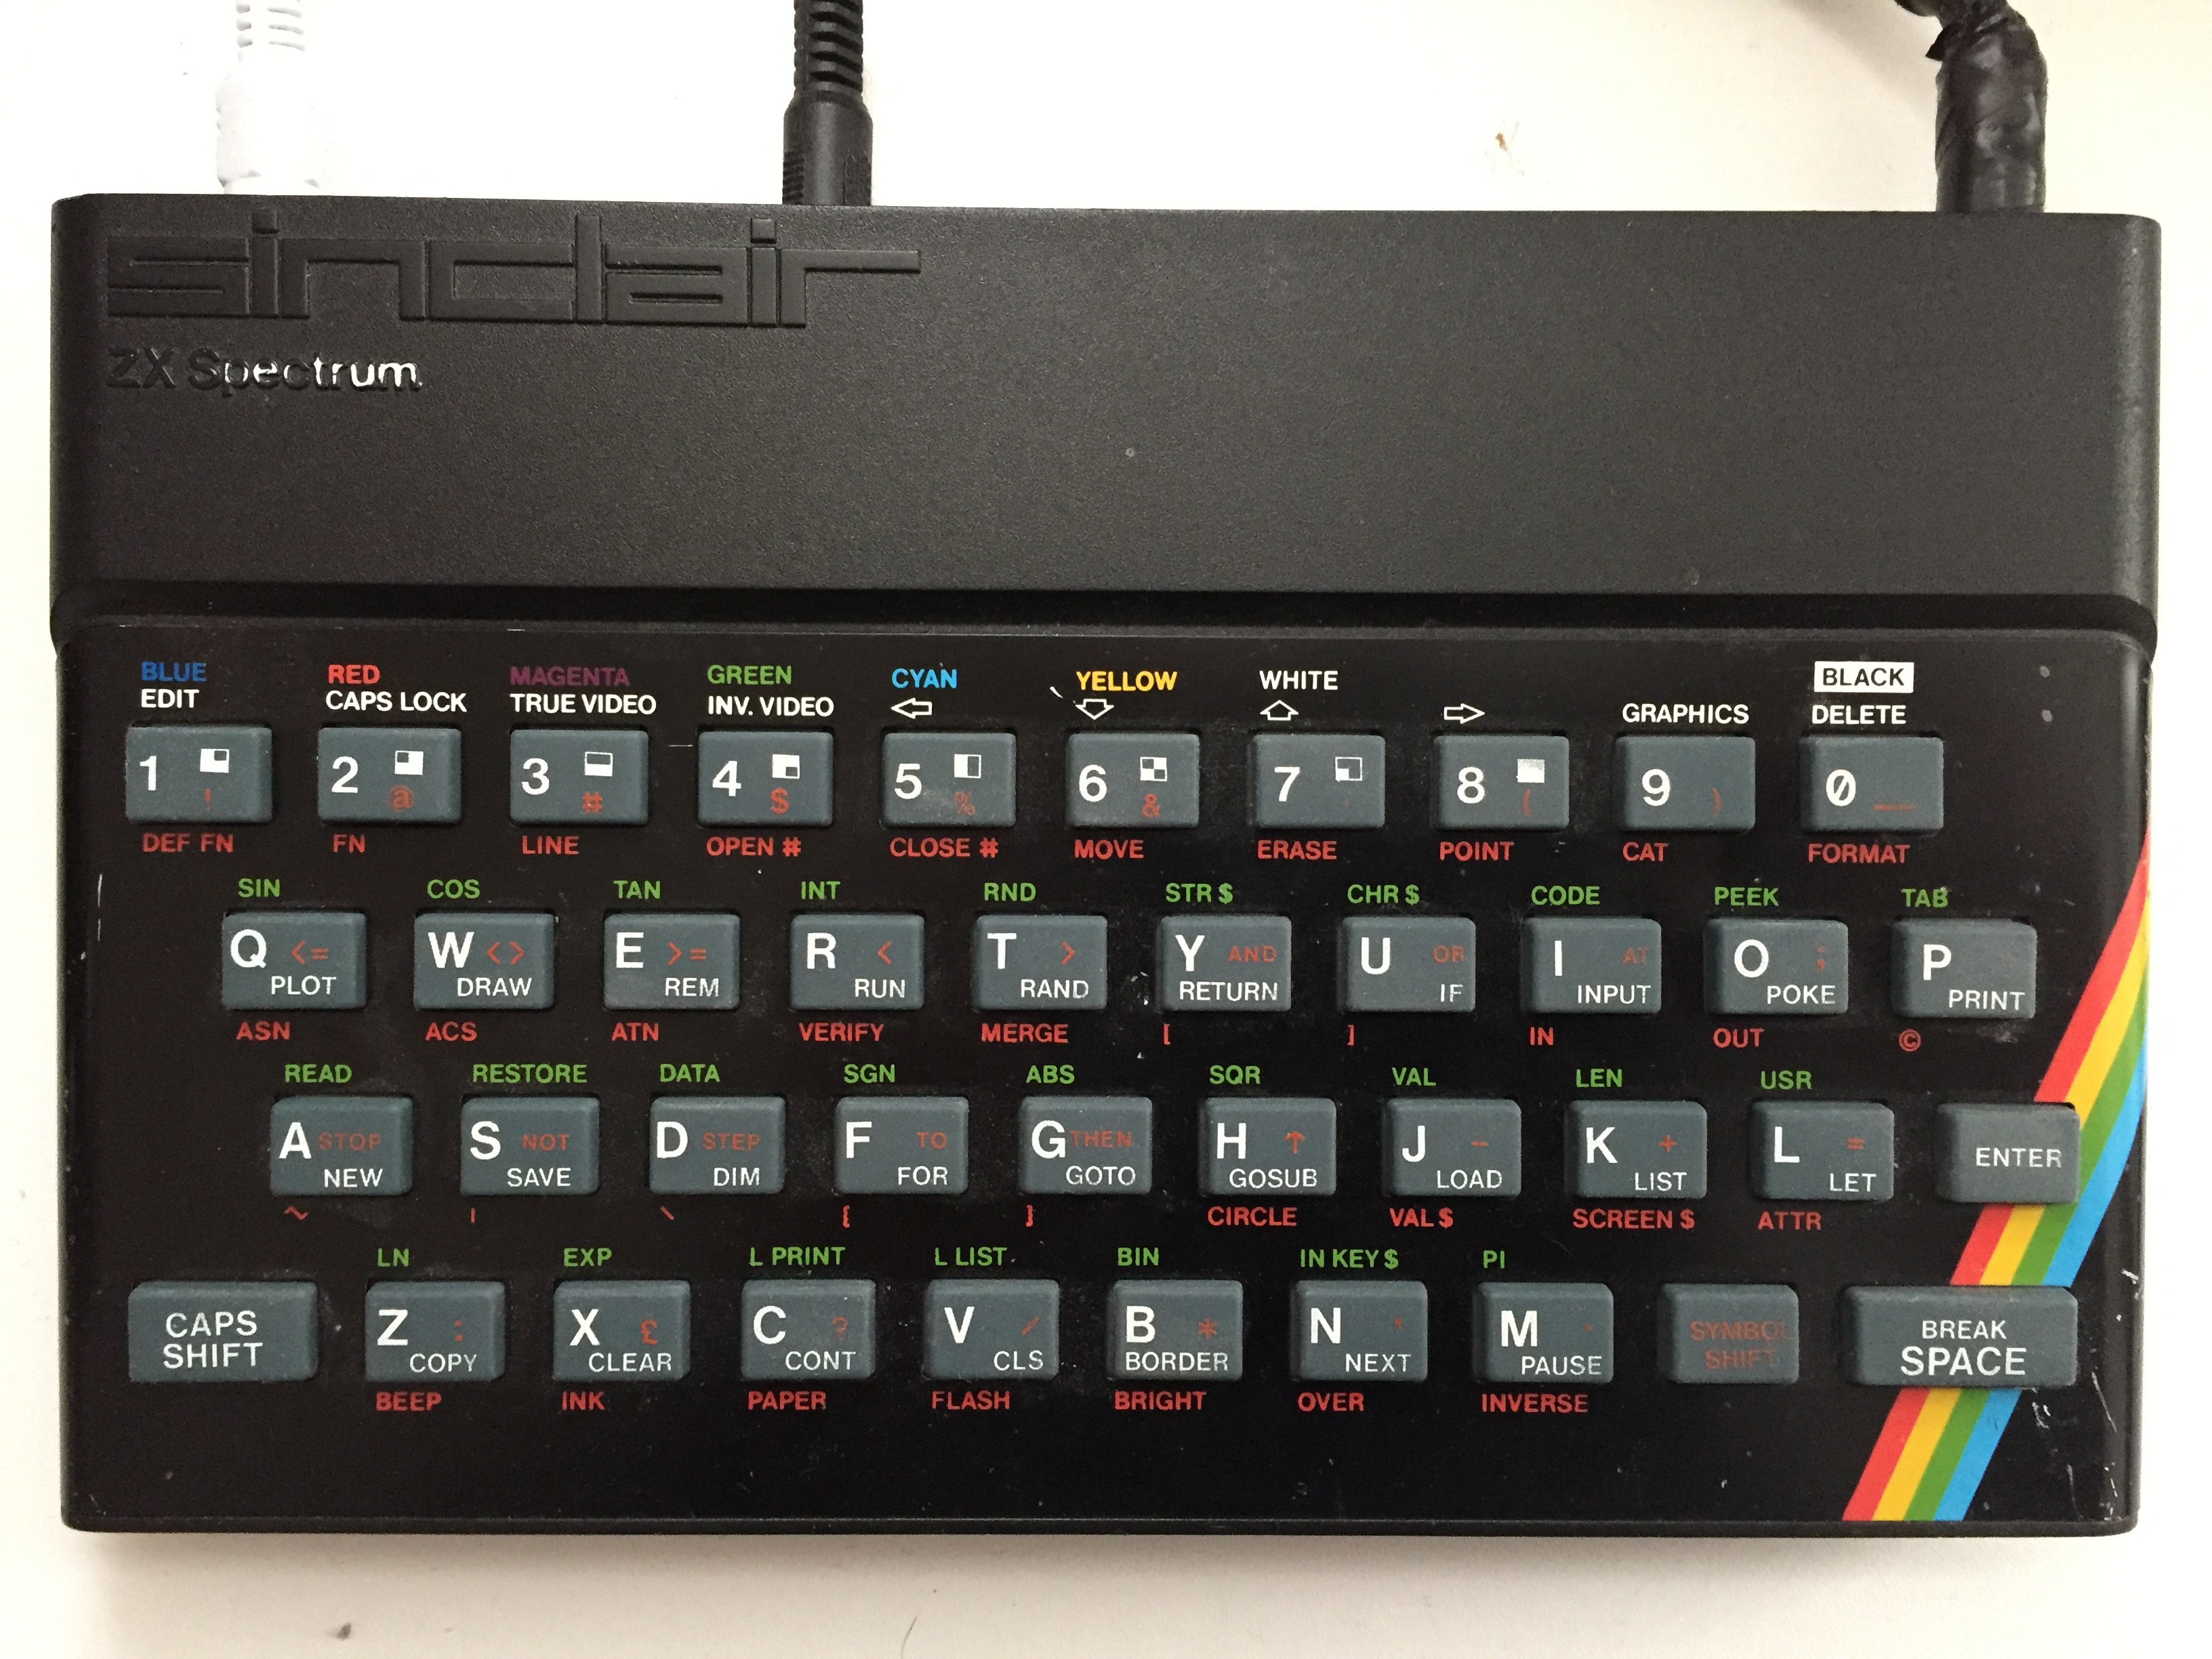 sinclair
ZX Spectrum
BLUE RED MAGENTA GREEN CYAN YELLOW WHITE BLACK
EDIT CAPS LOCK TRUE VIDEO INV. VIDEO ⇦ ⇩ ⇧ ⇨ GRAPHICS DELETE
1 ! 2 @ 3 # 4 $ 5 % 6 & 7 ' 8 ( 9 ) 0 _
DEF FN FN LINE OPEN # CLOSE # MOVE ERASE POINT CAT FORMAT
SIN COS TAN INT RND STR $ CHR $ CODE PEEK TAB
Q <= W <> E >= R < T > Y AND U OR I AT O ; P
PLOT DRAW REM RUN RAND RETURN IF INPUT POKE PRINT
ASN ACS ATN VERIFY MERGE [ ] IN OUT ©
READ RESTORE DATA SGN ABS SQR VAL LEN USR
A STOP S NOT D STEP F TO G THEN H ↑ J − K + L = ENTER
NEW SAVE DIM FOR GOTO GOSUB LOAD LIST LET
~ | \ { } CIRCLE VAL $ SCREEN $ ATTR
LN EXP L PRINT L LIST BIN IN KEY $ PI
CAPS Z : X £ C ? V / B * N , M . SYMBOL BREAK
SHIFT COPY CLEAR CONT CLS BORDER NEXT PAUSE SHIFT SPACE
BEEP INK PAPER FLASH BRIGHT OVER INVERSE